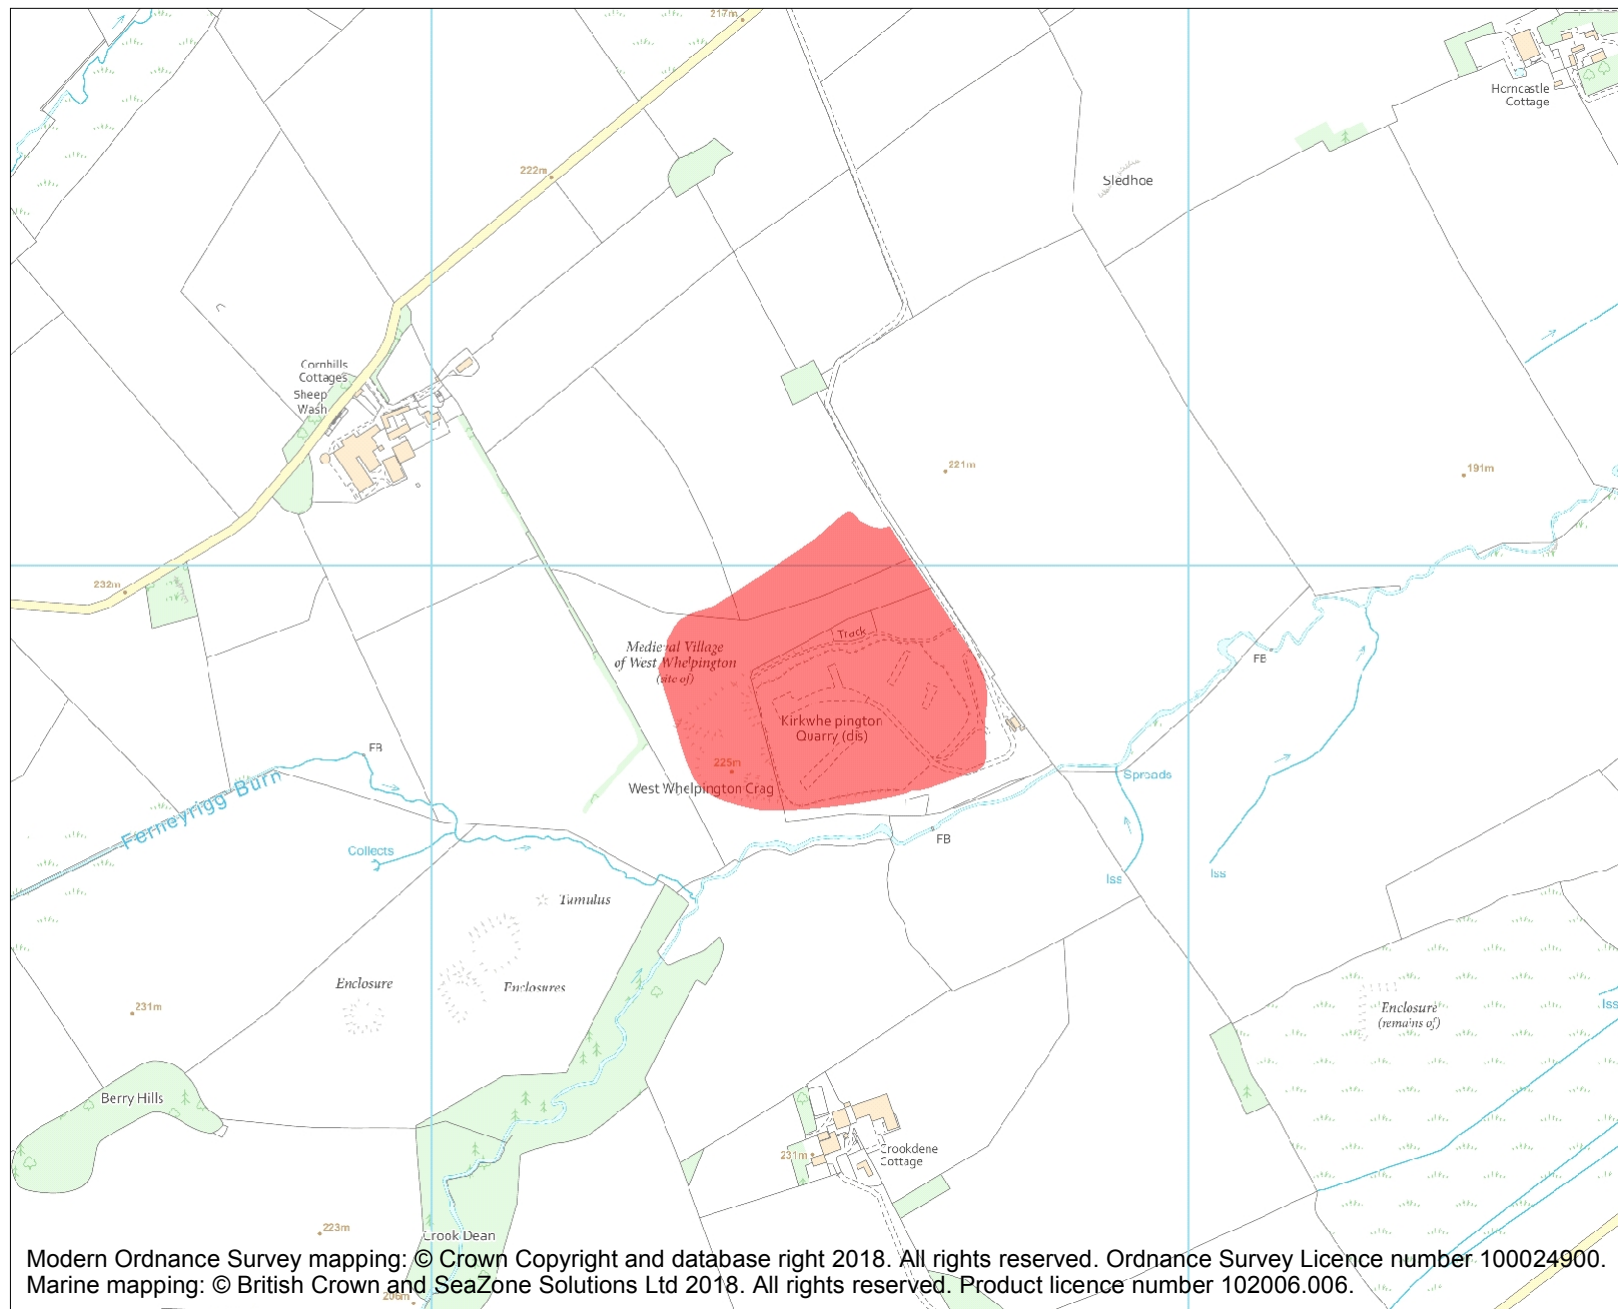 217m
Horncastle
Cottage
222m
Sledhoe
Cornhills
Cottages
Sheep
Wash
221m
191m
232m
Track
Medieval Village
of West Whelpington
(site of)
FB
Kirkwhe pington
Quarry (dis)
FB
225m
West Whelpington Crag
Spreads
Ferneyrigg Burn
FB
Collects
Iss
Iss
Tumulus
Enclosure
Enclosures
231m
Enclosure
(remains of)
Iss
Berry Hills
231m
Crookdene
Cottage
223m
Crook Dean
Modern Ordnance Survey mapping: © Crown Copyright and database right 2018. All rights reserved. Ordnance Survey Licence number 100024900.
Marine mapping: © British Crown and SeaZone Solutions Ltd 2018. All rights reserved. Product licence number 102006.006.
206m